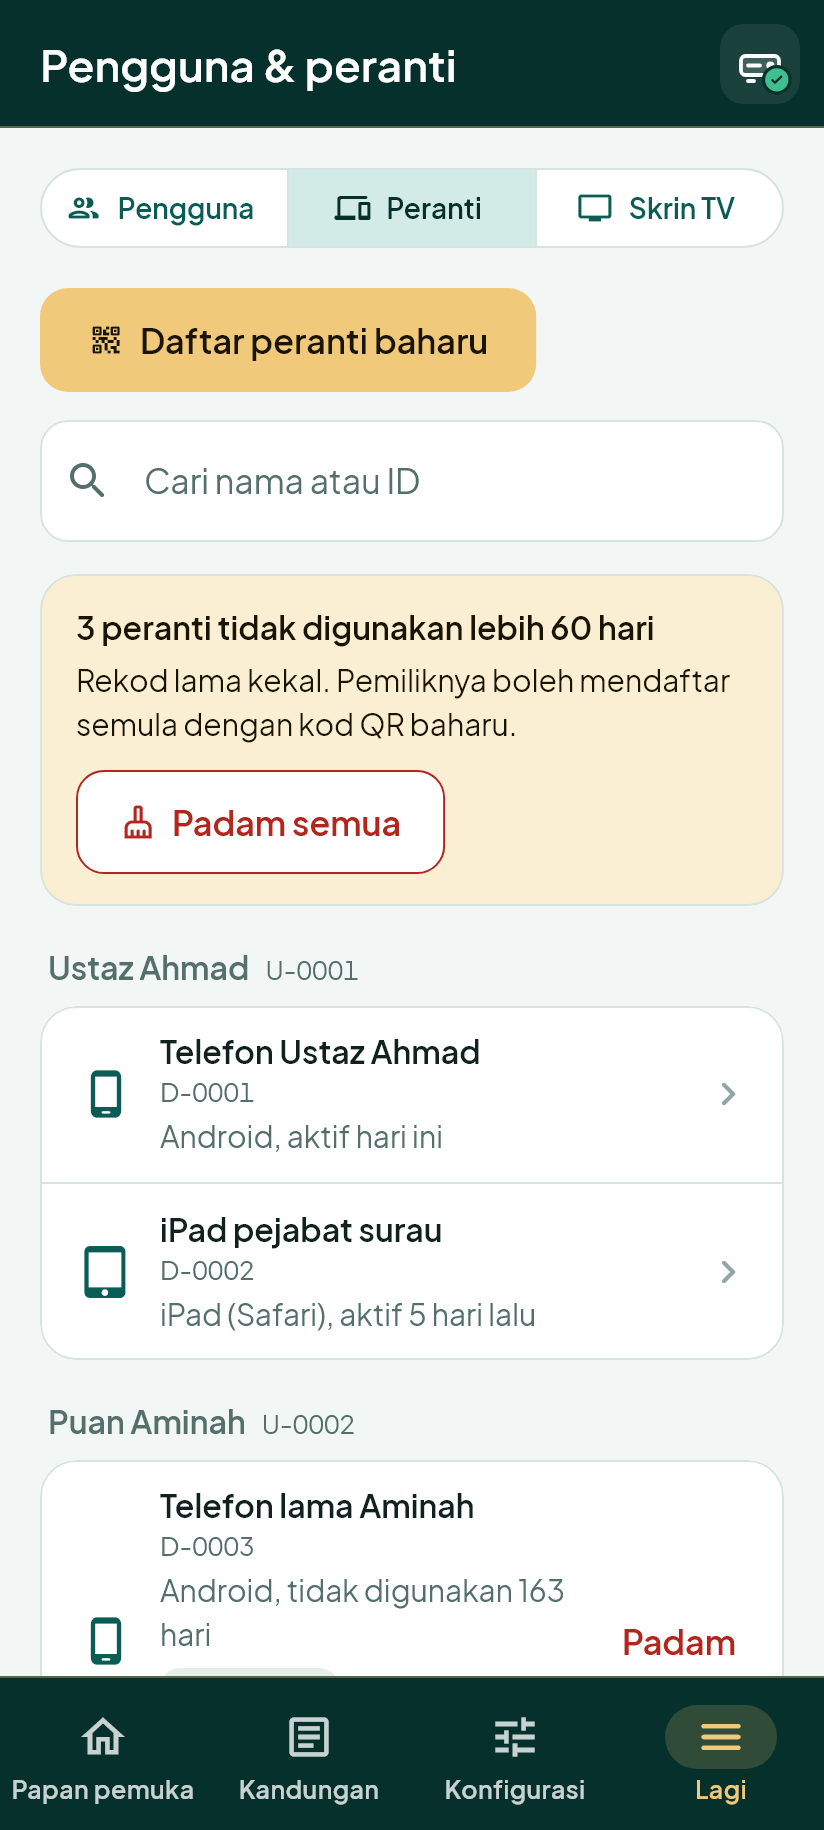 Pengguna & peranti
Pengguna
Peranti
Skrin TV
Daftar peranti baharu
Cari nama atau ID
3 peranti tidak digunakan lebih 60 hari
Rekod lama kekal. Pemiliknya boleh mendaftar
semula dengan kod QR baharu.
Padam semua
Ustaz Ahmad U-0001
Telefon Ustaz Ahmad
D-0001
Android, aktif hari ini
iPad pejabat surau
D-0002
iPad (Safari), aktif 5 hari lalu
Puan Aminah U-0002
Telefon lama Aminah
D-0003
Android, tidak digunakan 163
hari
Padam
Papan pemuka
Kandungan
Konfigurasi
Lagi